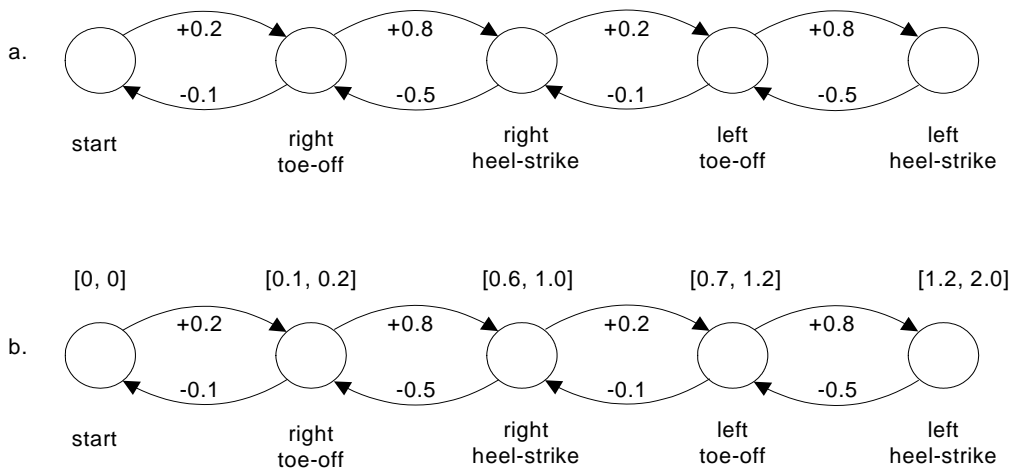 a.
+0.2 +0.8 +0.2 +0.8
-0.1 -0.5 -0.1 -0.5
start
right
toe-off
right
heel-strike
left
toe-off
left
heel-strike
[0, 0] [0.1, 0.2] [0.6, 1.0] [0.7, 1.2] [1.2, 2.0]
b.
+0.2 +0.8 +0.2 +0.8
-0.1 -0.5 -0.1 -0.5
start
right
toe-off
right
heel-strike
left
toe-off
left
heel-strike